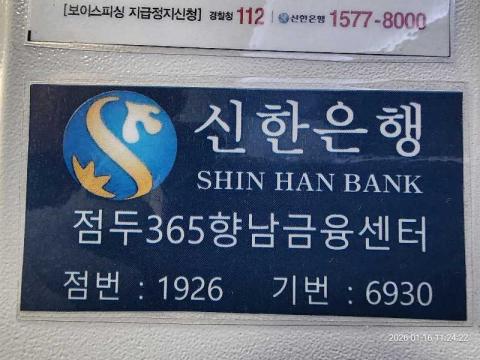 [보이스피싱 지급정지신청] 경찰청 112 | 신한은행 1577-8000
신한은행
SHIN HAN BANK
점두365향남금융센터
점번 : 1926 기번 : 6930
2026-01-16 11:24:22